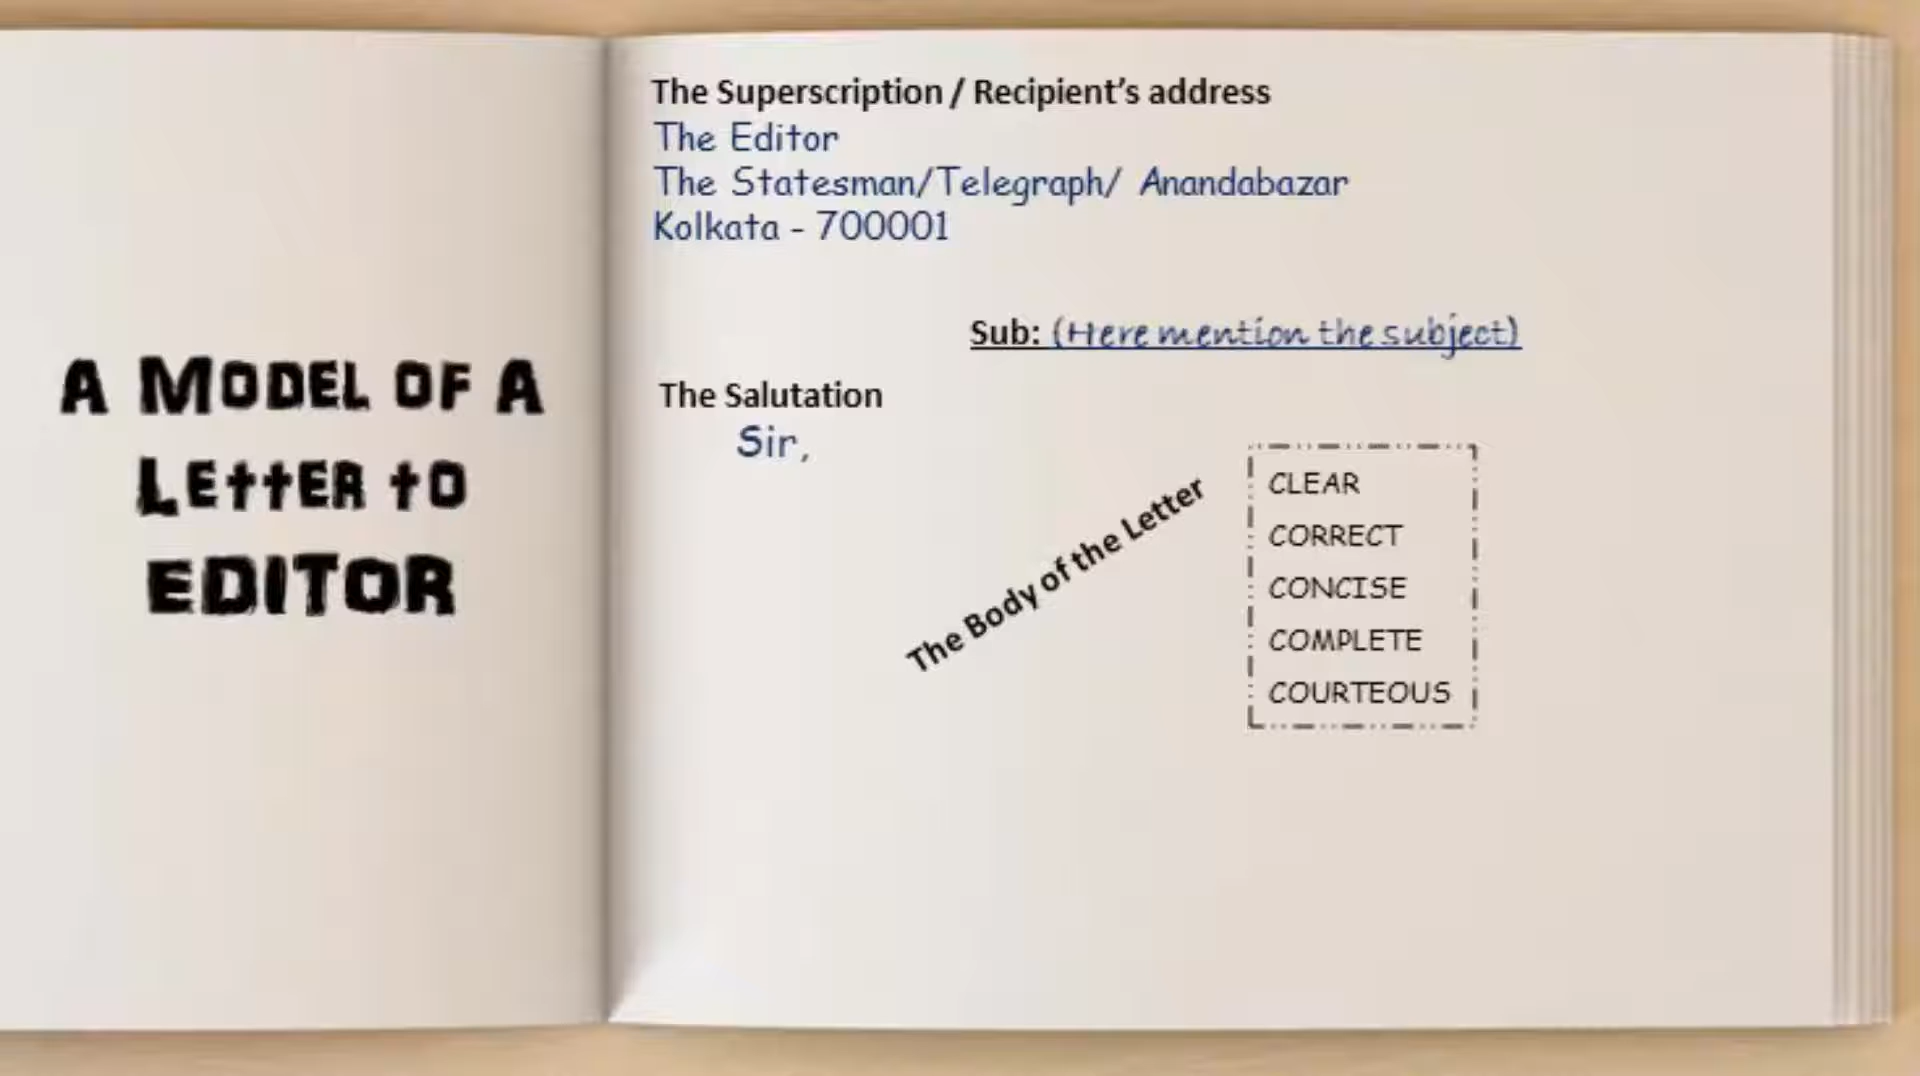 A MODEL OF A
LETTER TO
EDITOR
The Superscription / Recipient's address
The Editor
The Statesman/Telegraph/ Anandabazar
Kolkata - 700001
Sub: (Here mention the subject)
The Salutation
Sir,
The Body of the Letter
CLEAR
CORRECT
CONCISE
COMPLETE
COURTEOUS